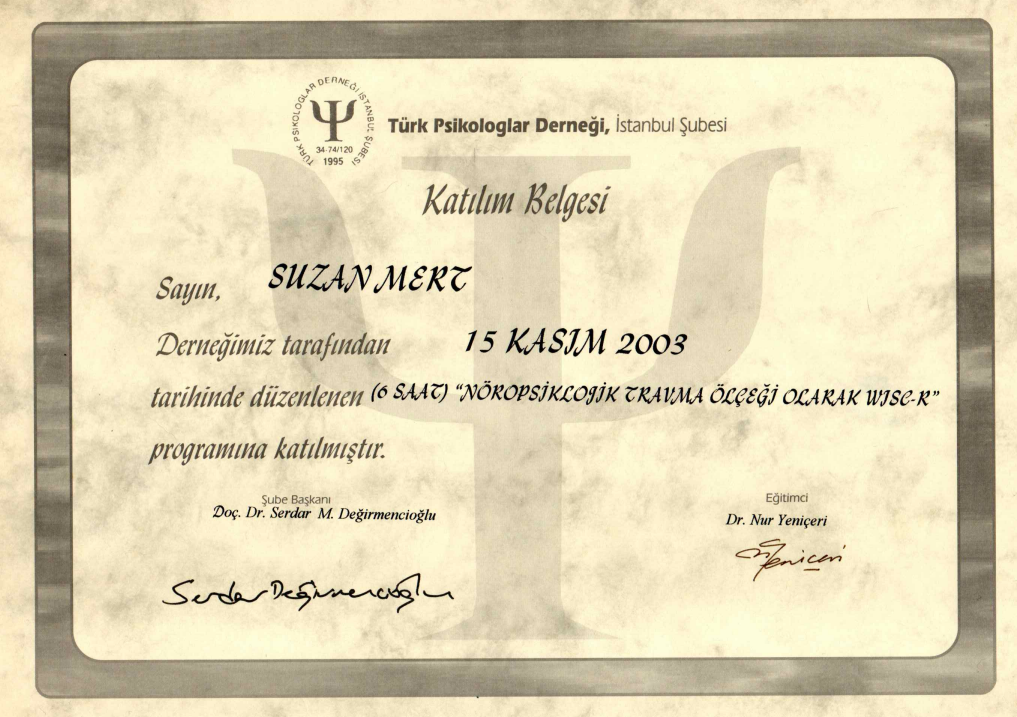 TÜRK PSİKOLOGLAR DERNEĞİ İSTANBUL ŞUBESİ
34-74/120
1995
Türk Psikologlar Derneği, İstanbul Şubesi
Katılım Belgesi
Sayın, SUZAN MERT
Derneğimiz tarafından 15 KASIM 2003
tarihinde düzenlenen (6 SAAT) “NÖROPSİKLOJİK TRAVMA ÖLÇEĞİ OLARAK WISC-R”
programına katılmıştır.
Şube Başkanı
Doç. Dr. Serdar M. Değirmencioğlu
Eğitimci
Dr. Nur Yeniçeri
Serdar Değirmencioğlu
Yeniçeri